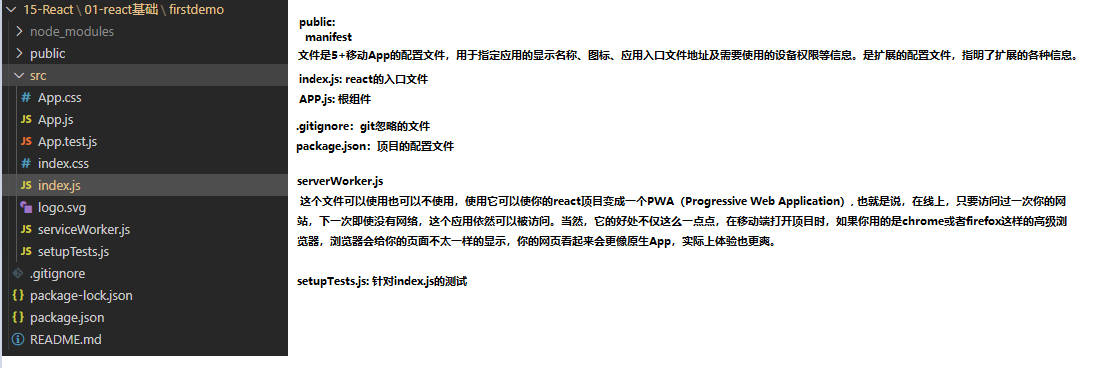 15-React \ 01-react基础 \ firstdemo
node_modules
public
src
App.css
App.js
App.test.js
index.css
index.js
logo.svg
serviceWorker.js
setupTests.js
.gitignore
package-lock.json
package.json
README.md
public:
manifest
文件是5+移动App的配置文件，用于指定应用的显示名称、图标、应用入口文件地址及需要使用的设备权限等信息。是扩展的配置文件，指明了扩展的各种信息。
index.js: react的入口文件
APP.js: 根组件
.gitignore：git忽略的文件
package.json：项目的配置文件
serverWorker.js
这个文件可以使用也可以不使用，使用它可以使你的react项目变成一个PWA（Progressive Web Application）, 也就是说，在线上，只要访问过一次你的网
站，下一次即使没有网络，这个应用依然可以被访问。当然，它的好处不仅这么一点点，在移动端打开项目时，如果你用的是chrome或者firefox这样的高级浏
览器，浏览器会给你的页面不太一样的显示，你的网页看起来会更像原生App，实际上体验也更爽。
setupTests.js: 针对index.js的测试